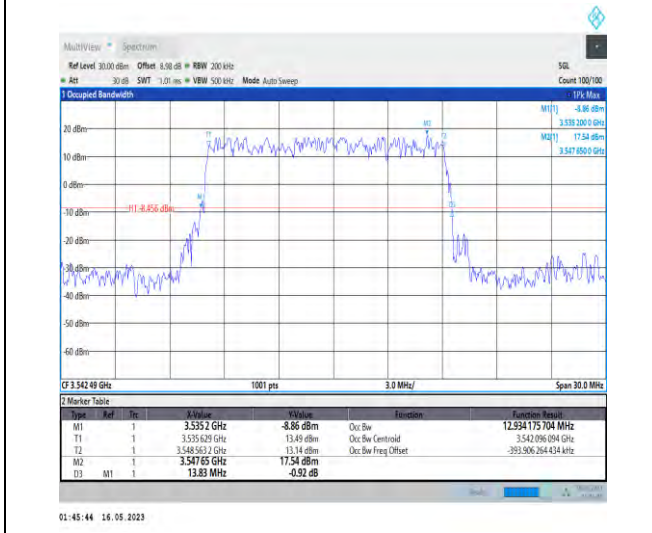 MultiView Spectrum
Ref Level 30.00 dBm Offset 8.98 dB RBW 200 kHz SGL
Att 30 dB SWT 1.01 ms VBW 500 kHz Mode Auto Sweep Count 100/100
1 Occupied Bandwidth 1Pk Max
M1[1] -8.86 dBm
3.535 200 0 GHz
M2[1] 17.54 dBm
3.547 650 0 GHz
20 dBm
10 dBm
0 dBm
-10 dBm
-20 dBm
-30 dBm
-40 dBm
-50 dBm
-60 dBm
T1
M2
T2
M1
D3
H1 -8.456 dBm
CF 3.542 49 GHz 1001 pts 3.0 MHz/ Span 30.0 MHz
2 Marker Table
Type Ref Trc X-Value Y-Value Function Function Result
M1 1 3.535 2 GHz -8.86 dBm Occ Bw 12.934 175 704 MHz
T1 1 3.535 629 GHz 13.49 dBm Occ Bw Centroid 3.542 096 094 GHz
T2 1 3.548 563 2 GHz 13.14 dBm Occ Bw Freq Offset -393.906 264 434 kHz
M2 1 3.547 65 GHz 17.54 dBm
D3 M1 1 13.83 MHz -0.92 dB
01:45:44 16.05.2023